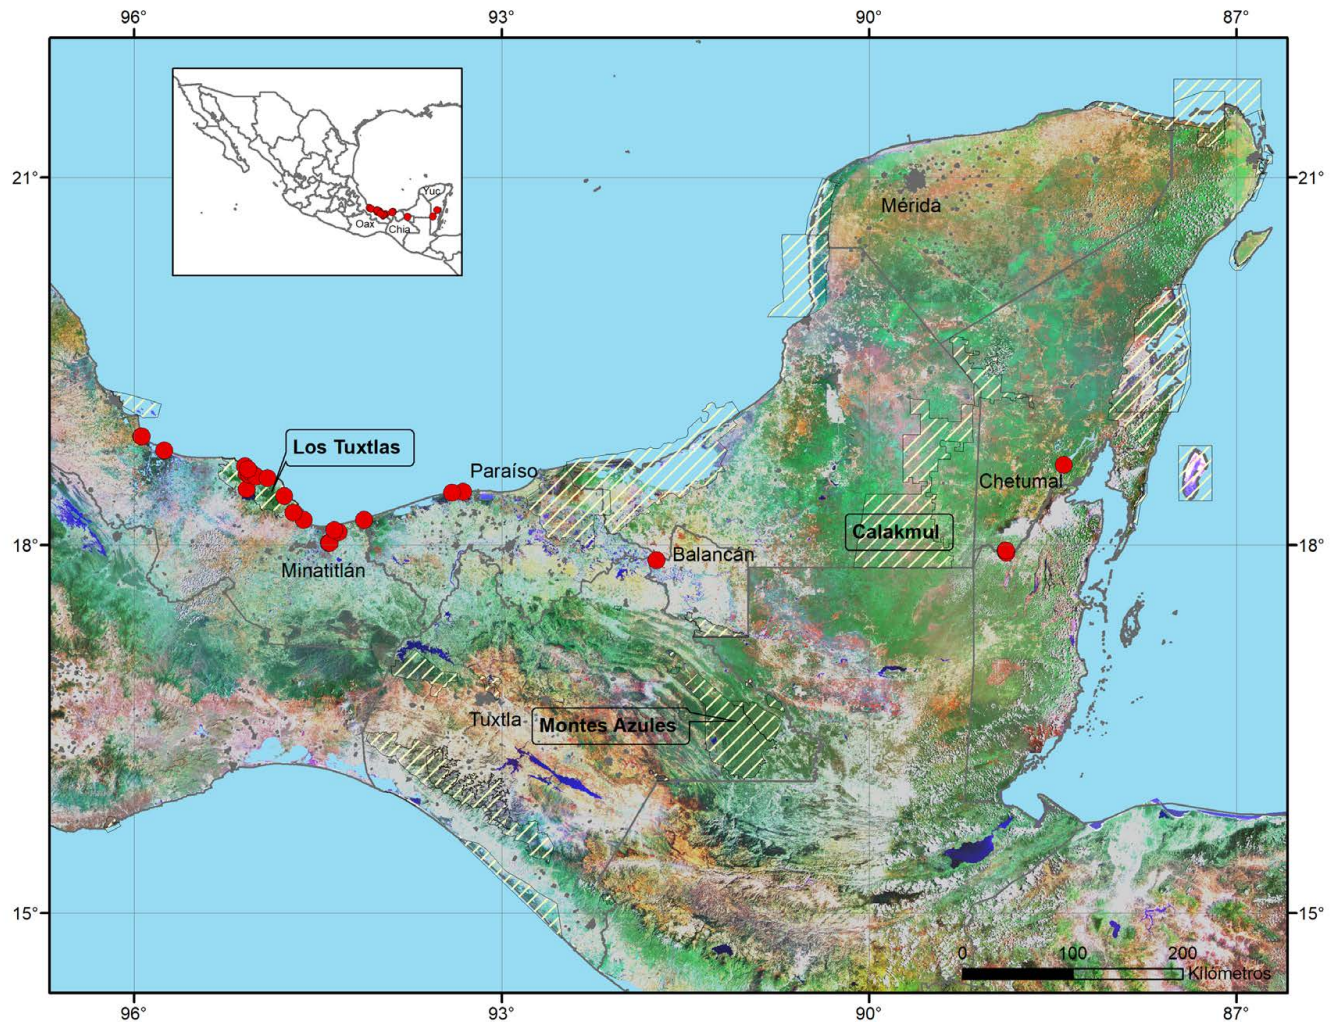 96°
93°
90°
87°
21°
21°
Yuc
Oax
Chia
Mérida
Los Tuxtlas
Paraíso
Chetumal
Calakmul
18°
18°
Balancán
Minatitlán
Tuxtla
Montes Azules
15°
15°
0 100 200
Kilómetros
96°
93°
90°
87°